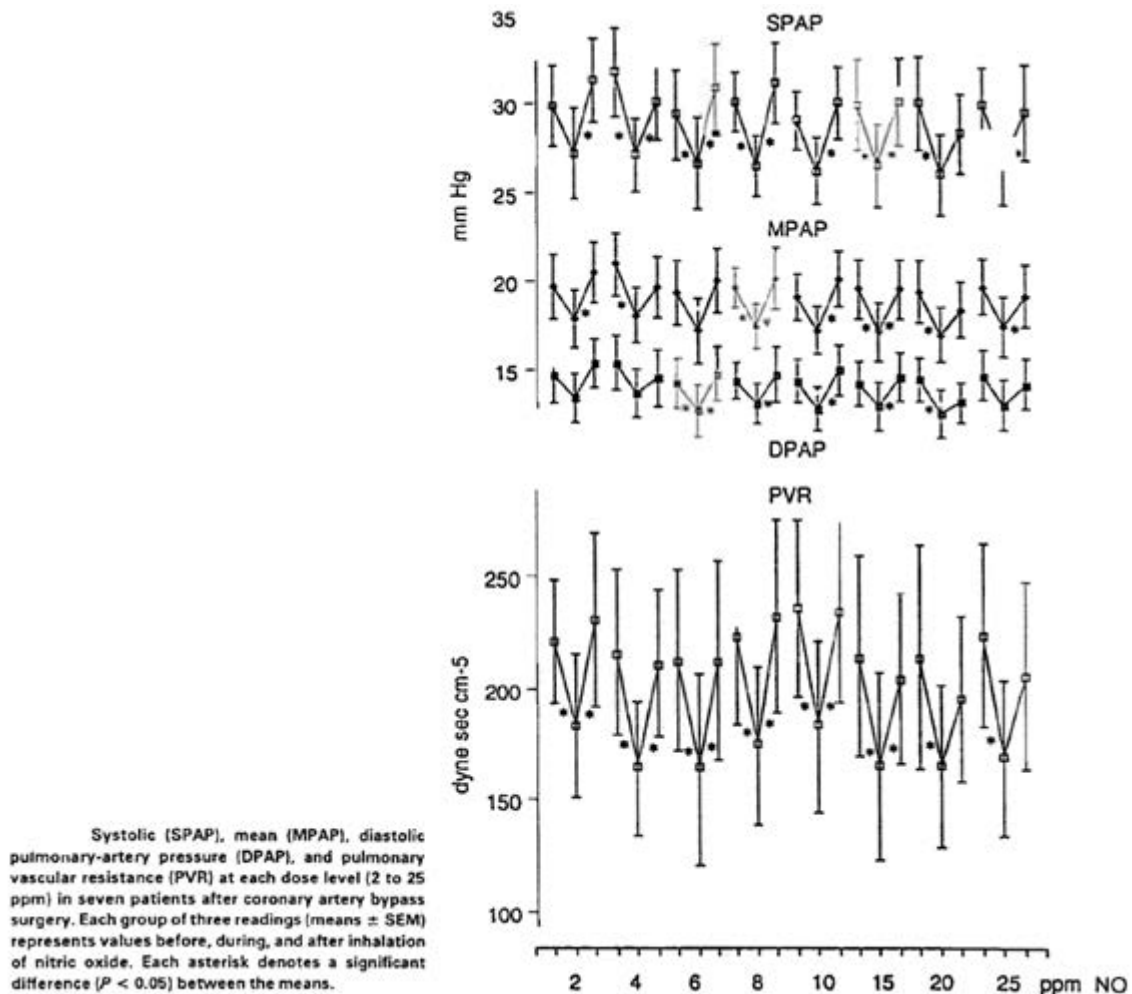 35
SPAP
30
25
mm Hg
MPAP
20
15
DPAP
PVR
250
200
dyne sec cm-5
150
100
2 4 6 8 10 15 20 25 ppm NO
Systolic (SPAP), mean (MPAP), diastolic
pulmonary-artery pressure (DPAP), and pulmonary
vascular resistance (PVR) at each dose level (2 to 25
ppm) in seven patients after coronary artery bypass
surgery. Each group of three readings (means ± SEM)
represents values before, during, and after inhalation
of nitric oxide. Each asterisk denotes a significant
difference (P < 0.05) between the means.